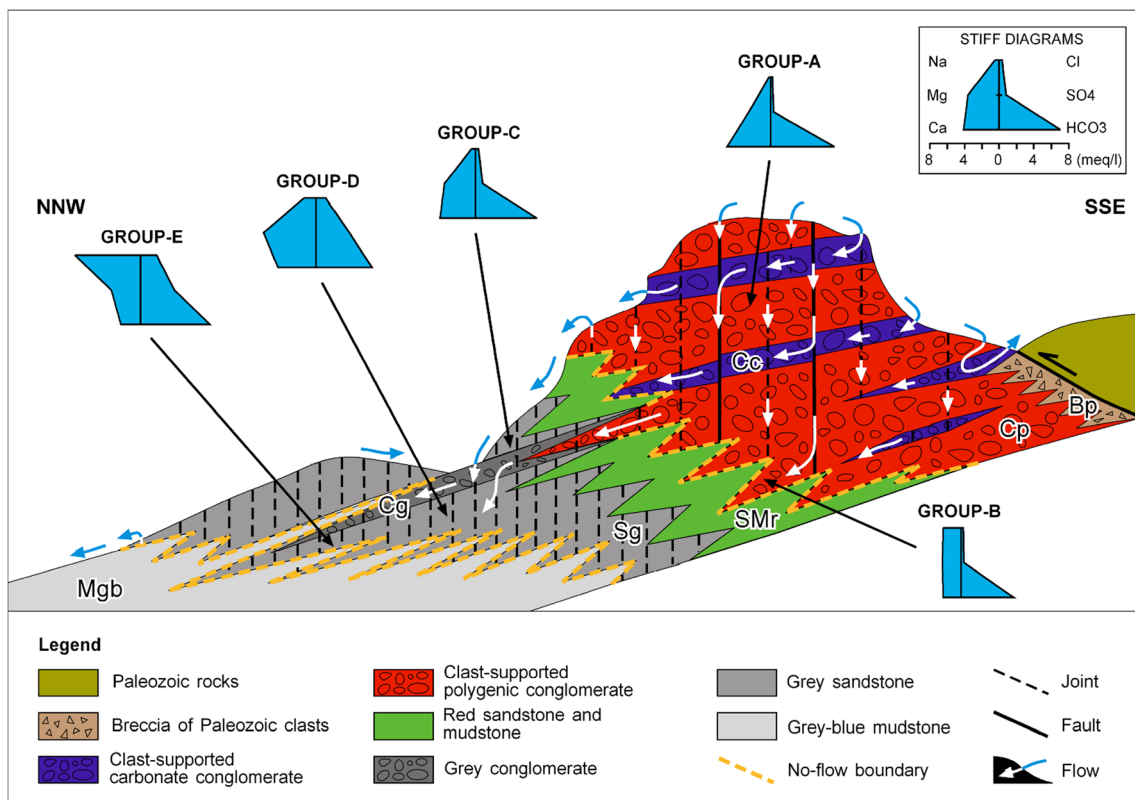 STIFF DIAGRAMS
Na Cl
Mg SO4
Ca HCO3
8 4 0 4 8 (meq/l)
GROUP-A
GROUP-C
GROUP-D
NNW
SSE
GROUP-E
Cc
Bp
Cp
GROUP-B
Cg
Sg
SMr
Mgb
Legend
Paleozoic rocks
Breccia of Paleozoic clasts
Clast-supported
carbonate conglomerate
Clast-supported
polygenic conglomerate
Red sandstone and
mudstone
Grey conglomerate
Grey sandstone
Grey-blue mudstone
No-flow boundary
Joint
Fault
Flow